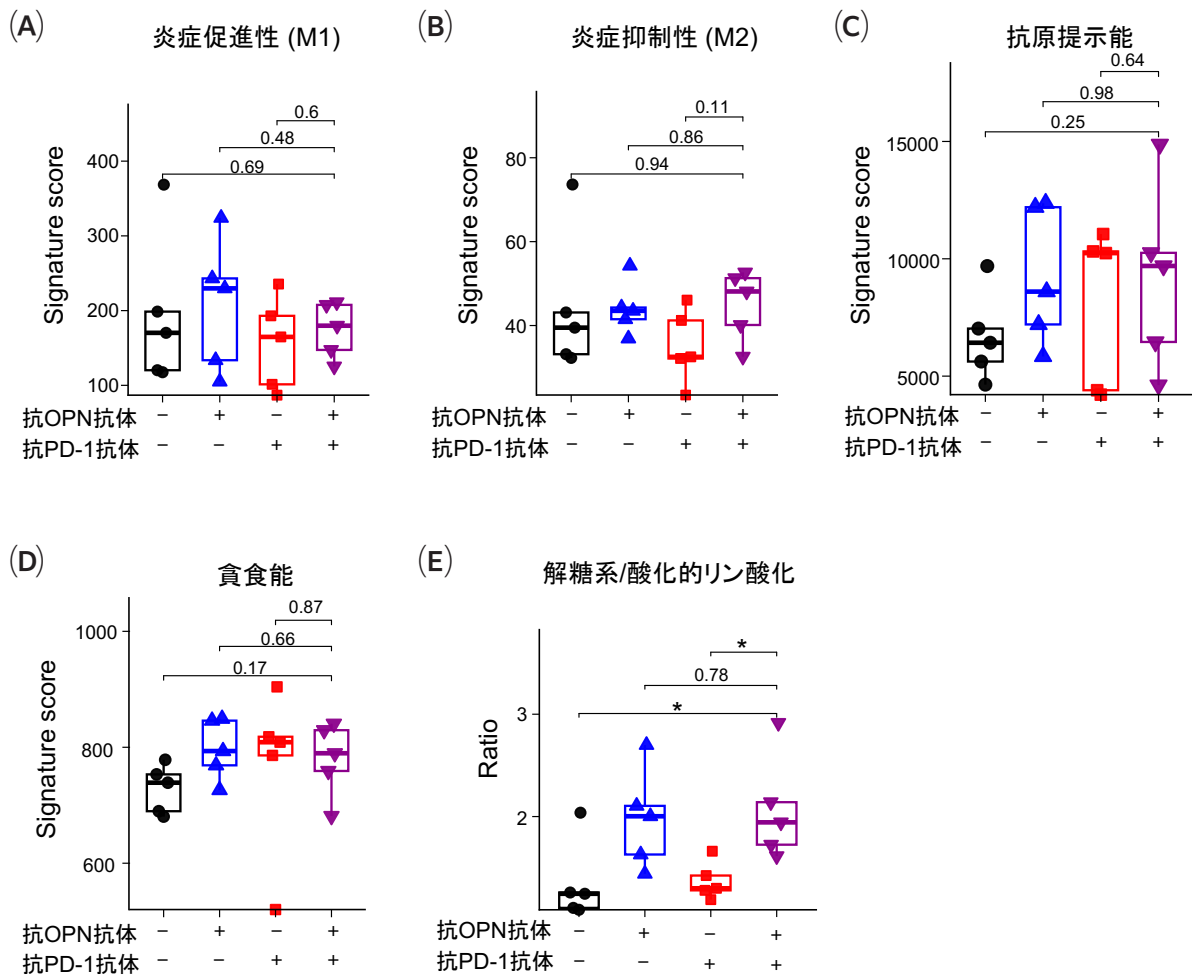 (A)
炎症促進性 (M1)
0.6
0.48
0.69
Signature score
400
300
200
100
抗OPN抗体 − + − +
抗PD-1抗体 − − + +
(B)
炎症抑制性 (M2)
0.11
0.86
0.94
Signature score
80
60
40
抗OPN抗体 − + − +
抗PD-1抗体 − − + +
(C)
抗原提示能
0.64
0.98
0.25
Signature score
15000
10000
5000
抗OPN抗体 − + − +
抗PD-1抗体 − − + +
(D)
貪食能
0.87
0.66
0.17
Signature score
1000
800
600
抗OPN抗体 − + − +
抗PD-1抗体 − − + +
(E)
解糖系/酸化的リン酸化
*
0.78
*
Ratio
3
2
抗OPN抗体 − + − +
抗PD-1抗体 − − + +